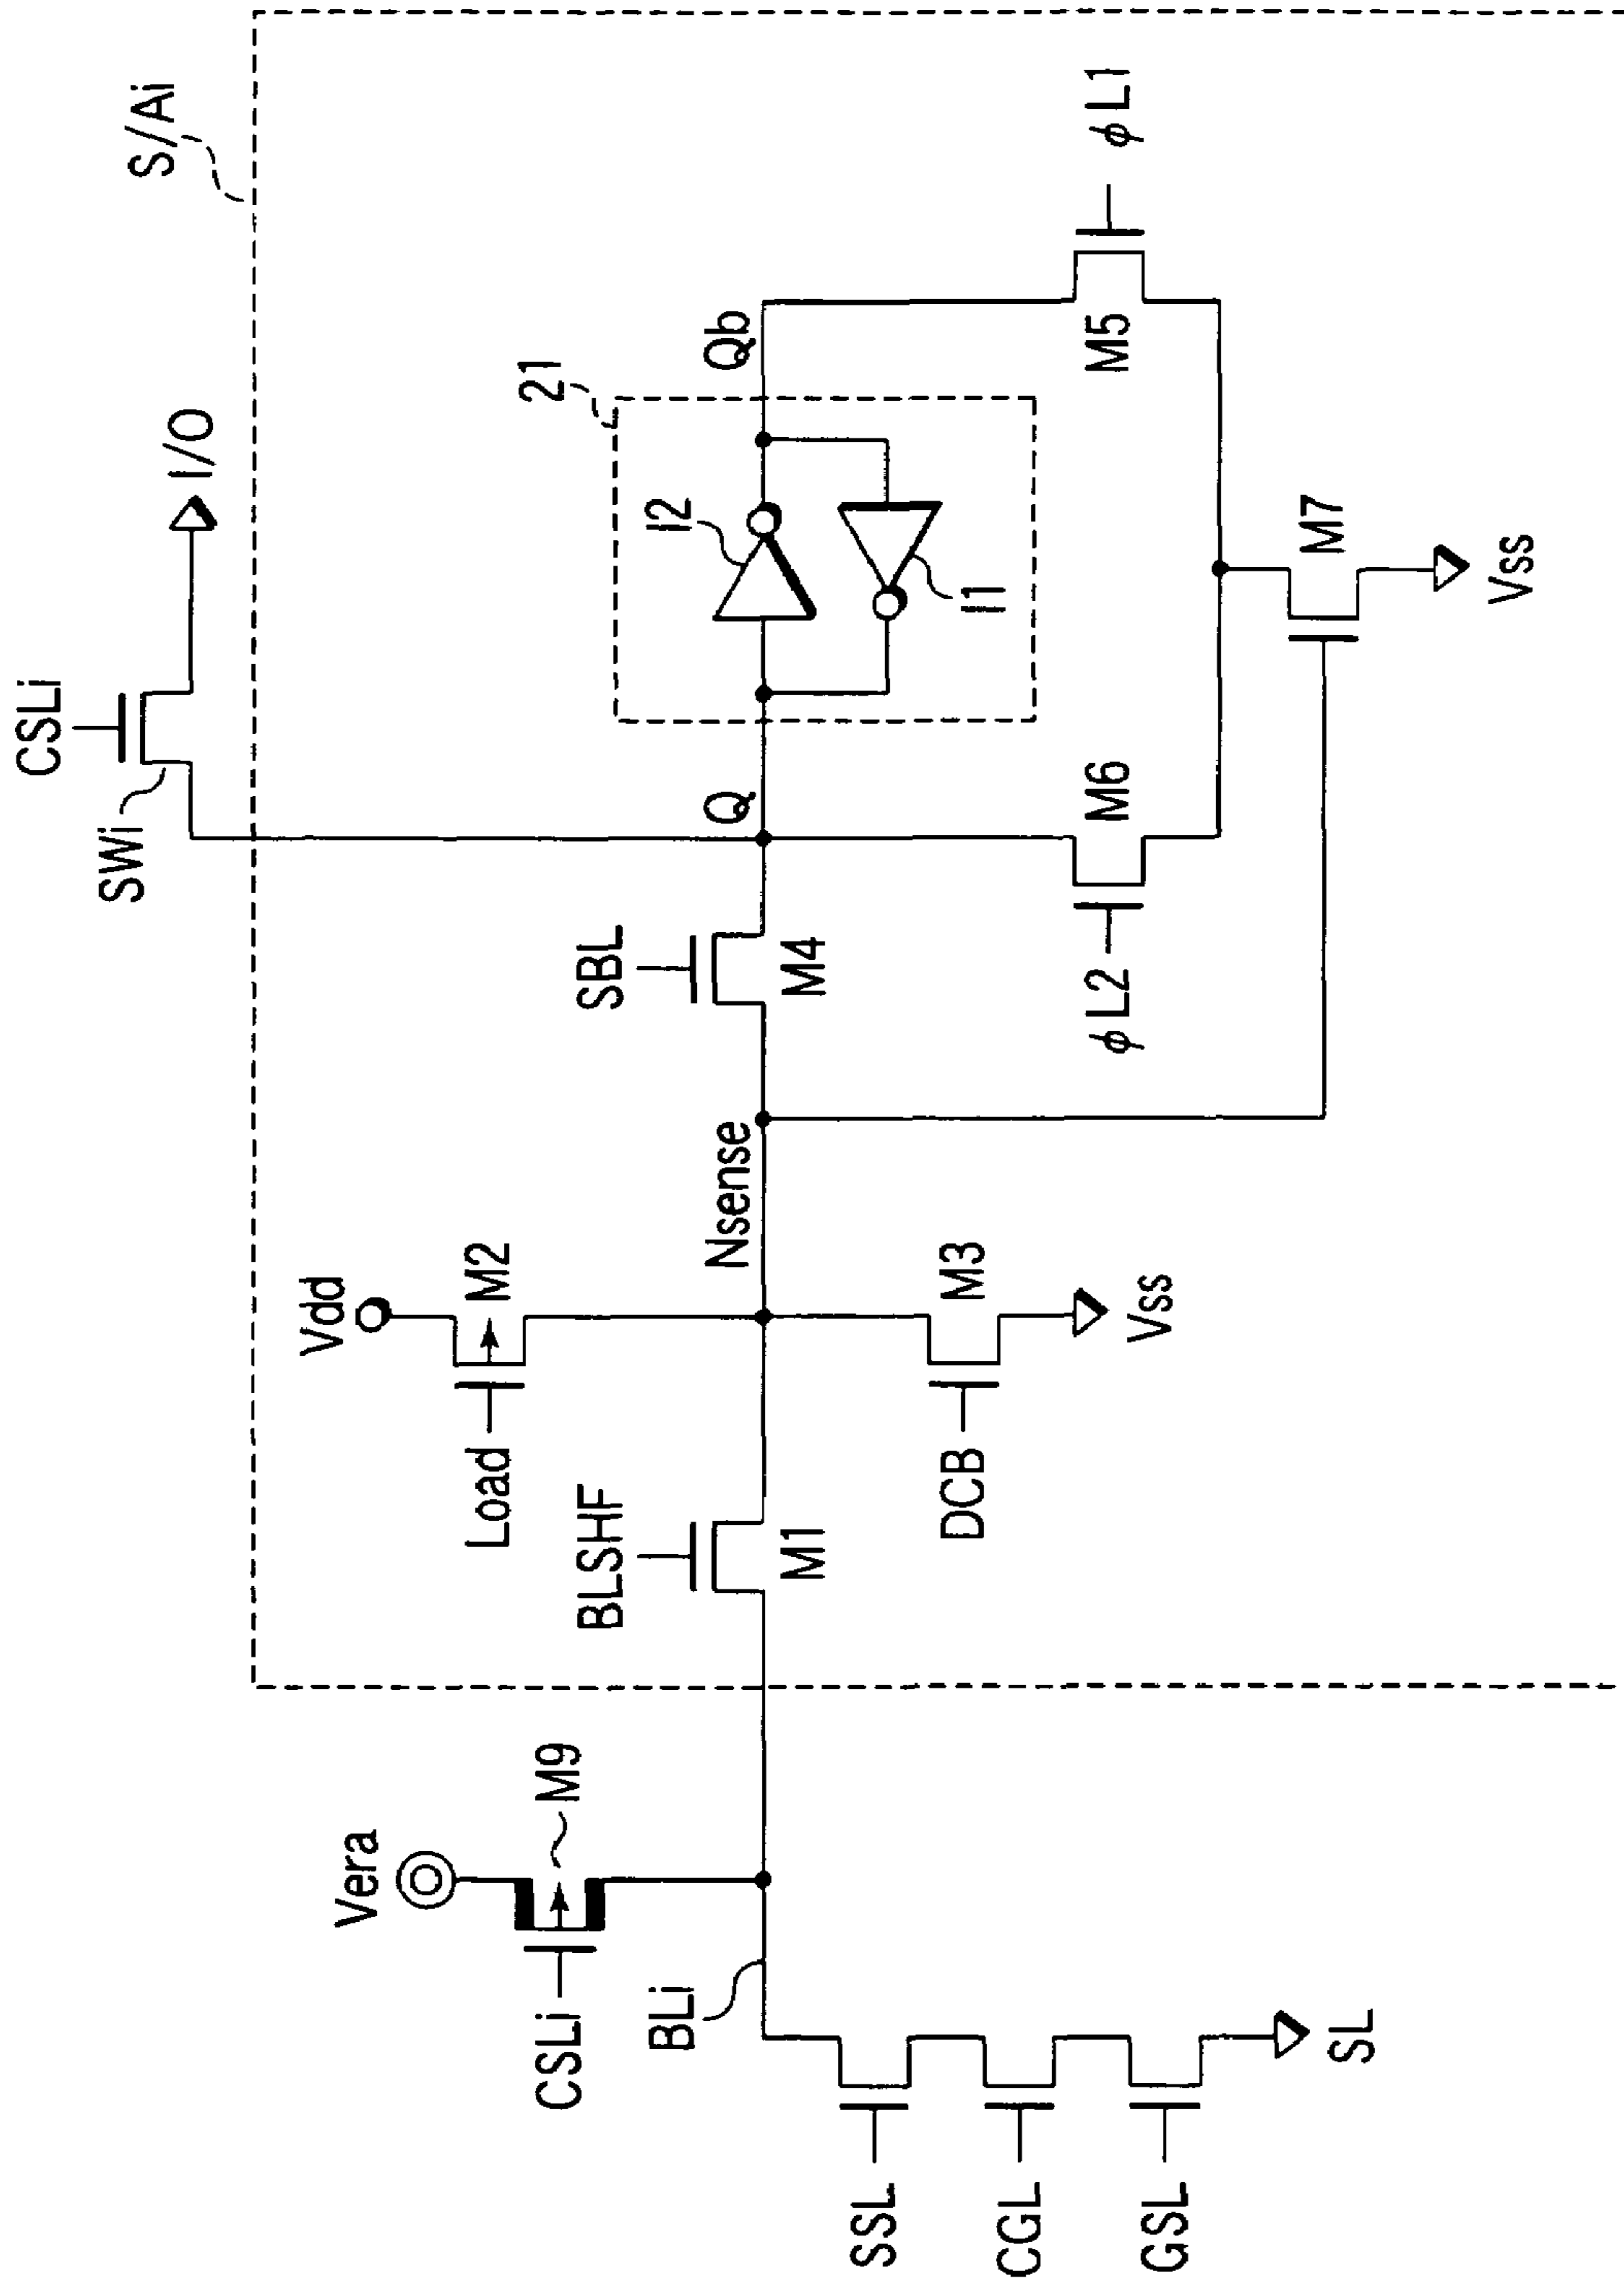 S/Ai
CSLi
SWi
I/O
Vdd
Load
M2
BLSHF
M1
Nsense
SBL
M4
Q
21
I2
I1
Qb
DCB
M3
Vss
φL2
M6
M5
φL1
M7
Vss
Vera
CSLi
M9
BLi
SSL
CGL
GSL
SL